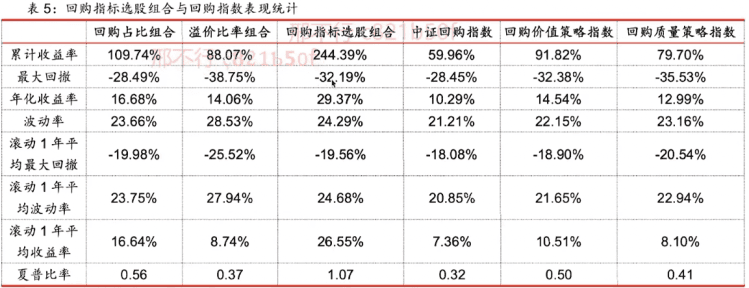 表 5：回购指标选股组合与回购指数表现统计
回购占比组合 溢价比率组合 回购指标选股组合 中证回购指数 回购价值策略指数 回购质量策略指数
累计收益率 109.74% 88.07% 244.39% 59.96% 91.82% 79.70%
最大回撤 -28.49% -38.75% -32.19% -28.45% -32.38% -35.53%
年化收益率 16.68% 14.06% 29.37% 10.29% 14.54% 12.99%
波动率 23.66% 28.53% 24.29% 21.21% 22.15% 23.16%
滚动 1 年平
均最大回撤 -19.98% -25.52% -19.56% -18.08% -18.90% -20.54%
滚动 1 年平
均波动率 23.75% 27.94% 24.68% 20.85% 21.65% 22.94%
滚动 1 年平
均收益率 16.64% 8.74% 26.55% 7.36% 10.51% 8.10%
夏普比率 0.56 0.37 1.07 0.32 0.50 0.41